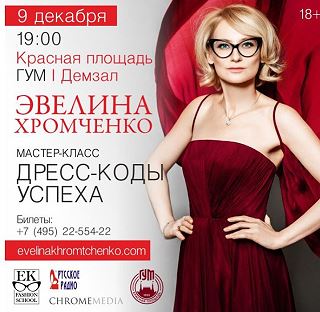 9 декабря
18+
19:00
Красная площадь
ГУМ | Демзал
ЭВЕЛИНА
ХРОМЧЕНКО
МАСТЕР-КЛАСС
ДРЕСС-КОДЫ
УСПЕХА
Билеты:
+7 (495) 22-554-22
evelinakhromtchenko.com
EK
FASHION
SCHOOL
РУССКОЕ
РАДИО
CHROMEMEDIA
ГУМ